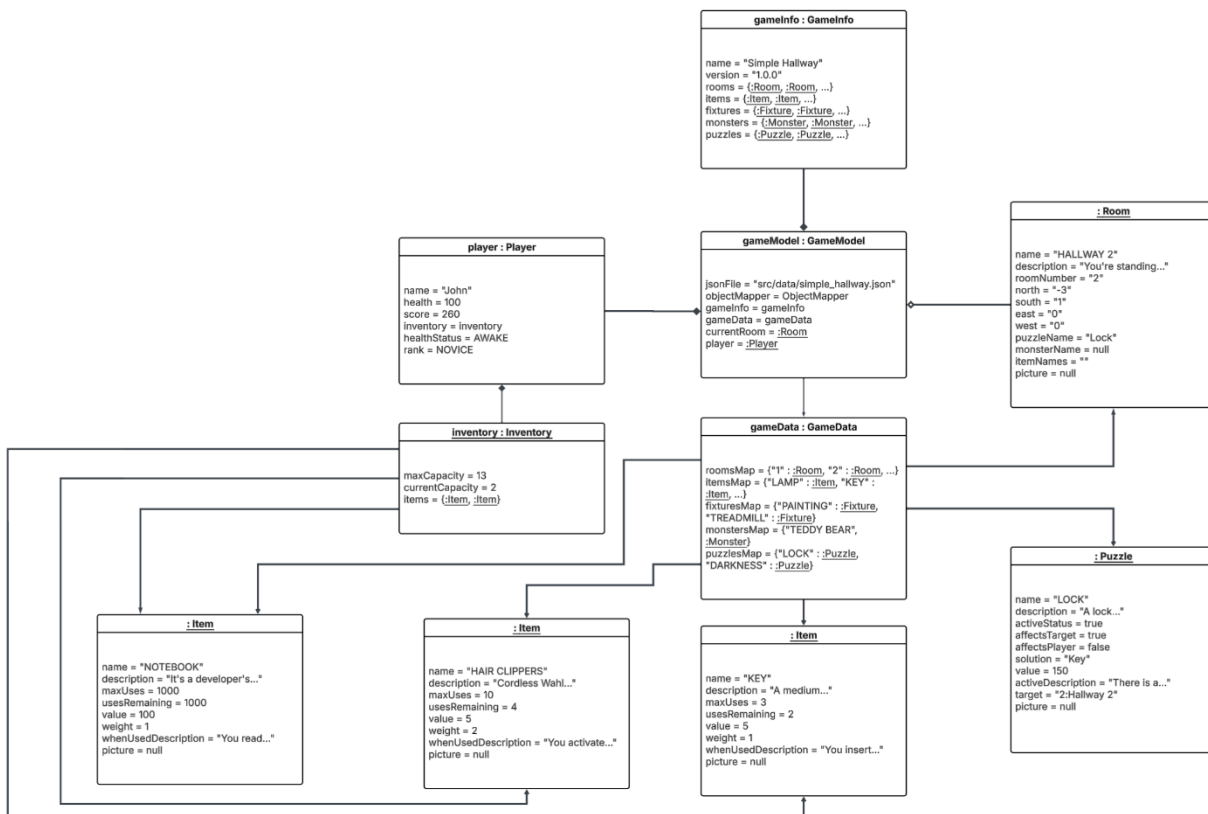 gameInfo : GameInfo
name = "Simple Hallway"
version = "1.0.0"
rooms = {:Room, :Room, ...}
items = {:Item, :Item, ...}
fixtures = {:Fixture, :Fixture, ...}
monsters = {:Monster, :Monster, ...}
puzzles = {:Puzzle, :Puzzle, ...}
player : Player
name = "John"
health = 100
score = 260
inventory = inventory
healthStatus = AWAKE
rank = NOVICE
gameModel : GameModel
jsonFile = "src/data/simple_hallway.json"
objectMapper = ObjectMapper
gameInfo = gameInfo
gameData = gameData
currentRoom = :Room
player = :Player
: Room
name = "HALLWAY 2"
description = "You're standing..."
roomNumber = "2"
north = "-3"
south = "1"
east = "0"
west = "0"
puzzleName = "Lock"
monsterName = null
itemNames = ""
picture = null
inventory : Inventory
maxCapacity = 13
currentCapacity = 2
items = {:Item, :Item}
gameData : GameData
roomsMap = {"1" : :Room, "2" : :Room, ...}
itemsMap = {"LAMP" : :Item, "KEY" :
:Item, ...}
fixturesMap = {"PAINTING" : :Fixture,
"TREADMILL" : :Fixture}
monstersMap = {"TEDDY BEAR",
:Monster}
puzzlesMap = {"LOCK" : :Puzzle,
"DARKNESS" : :Puzzle}
: Item
name = "NOTEBOOK"
description = "It's a developer's..."
maxUses = 1000
usesRemaining = 1000
value = 100
weight = 1
whenUsedDescription = "You read..."
picture = null
: Item
name = "HAIR CLIPPERS"
description = "Cordless Wahl..."
maxUses = 10
usesRemaining = 4
value = 5
weight = 2
whenUsedDescription = "You activate..."
picture = null
: Item
name = "KEY"
description = "A medium..."
maxUses = 3
usesRemaining = 2
value = 5
weight = 1
whenUsedDescription = "You insert..."
picture = null
: Puzzle
name = "LOCK"
description = "A lock..."
activeStatus = true
affectsTarget = true
affectsPlayer = false
solution = "Key"
value = 150
activeDescription = "There is a..."
target = "2:Hallway 2"
picture = null